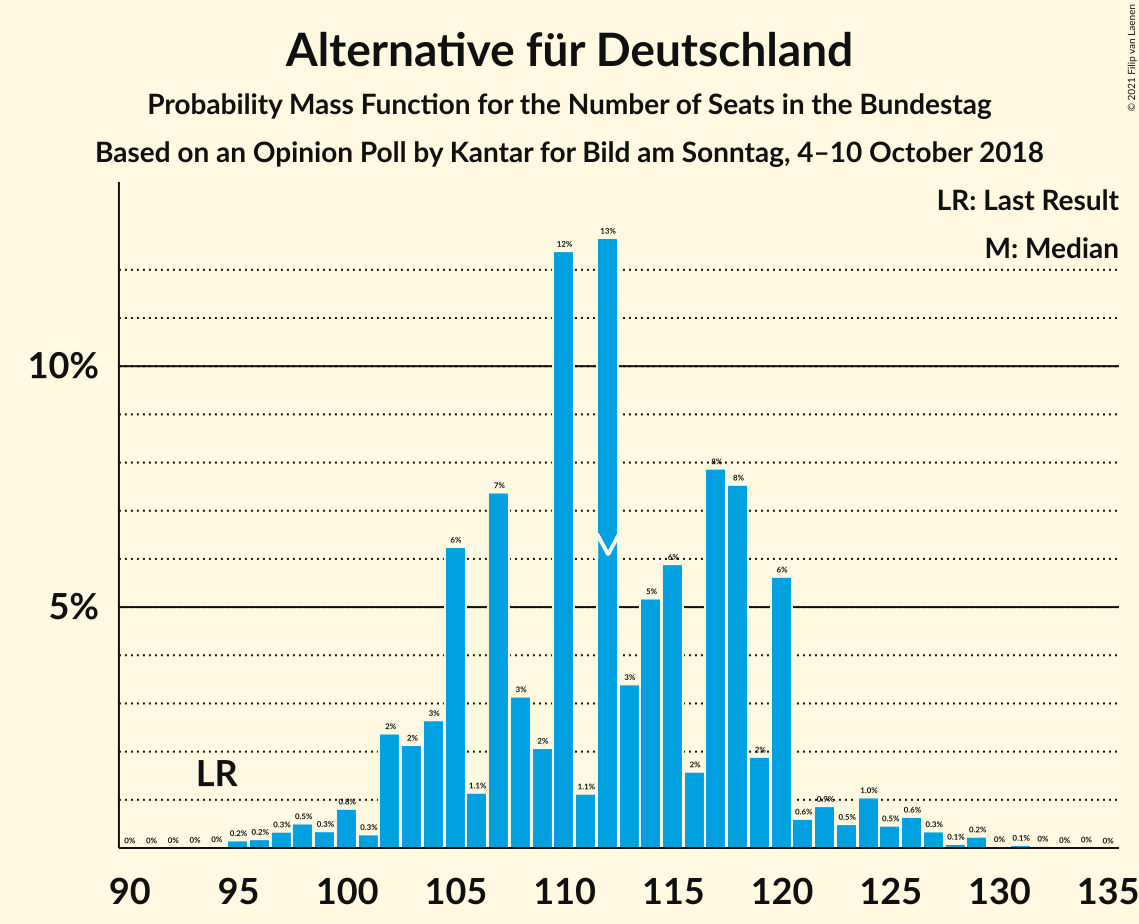 Alternative für Deutschland
Probability Mass Function for the Number of Seats in the Bundestag
Based on an Opinion Poll by Kantar for Bild am Sonntag, 4–10 October 2018
© 2021 Filip van Laenen
LR: Last Result
M: Median
10%
5%
LR
0% 0% 0% 0% 0% 0.2% 0.2% 0.3% 0.5% 0.3% 0.8% 0.3% 2% 2% 3% 6% 1.1% 7% 3% 2% 12% 1.1% 13% 3% 5% 6% 2% 8% 8% 2% 6% 0.6% 0.9% 0.5% 1.0% 0.5% 0.6% 0.3% 0.1% 0.2% 0% 0.1% 0% 0% 0% 0%
90 95 100 105 110 115 120 125 130 135